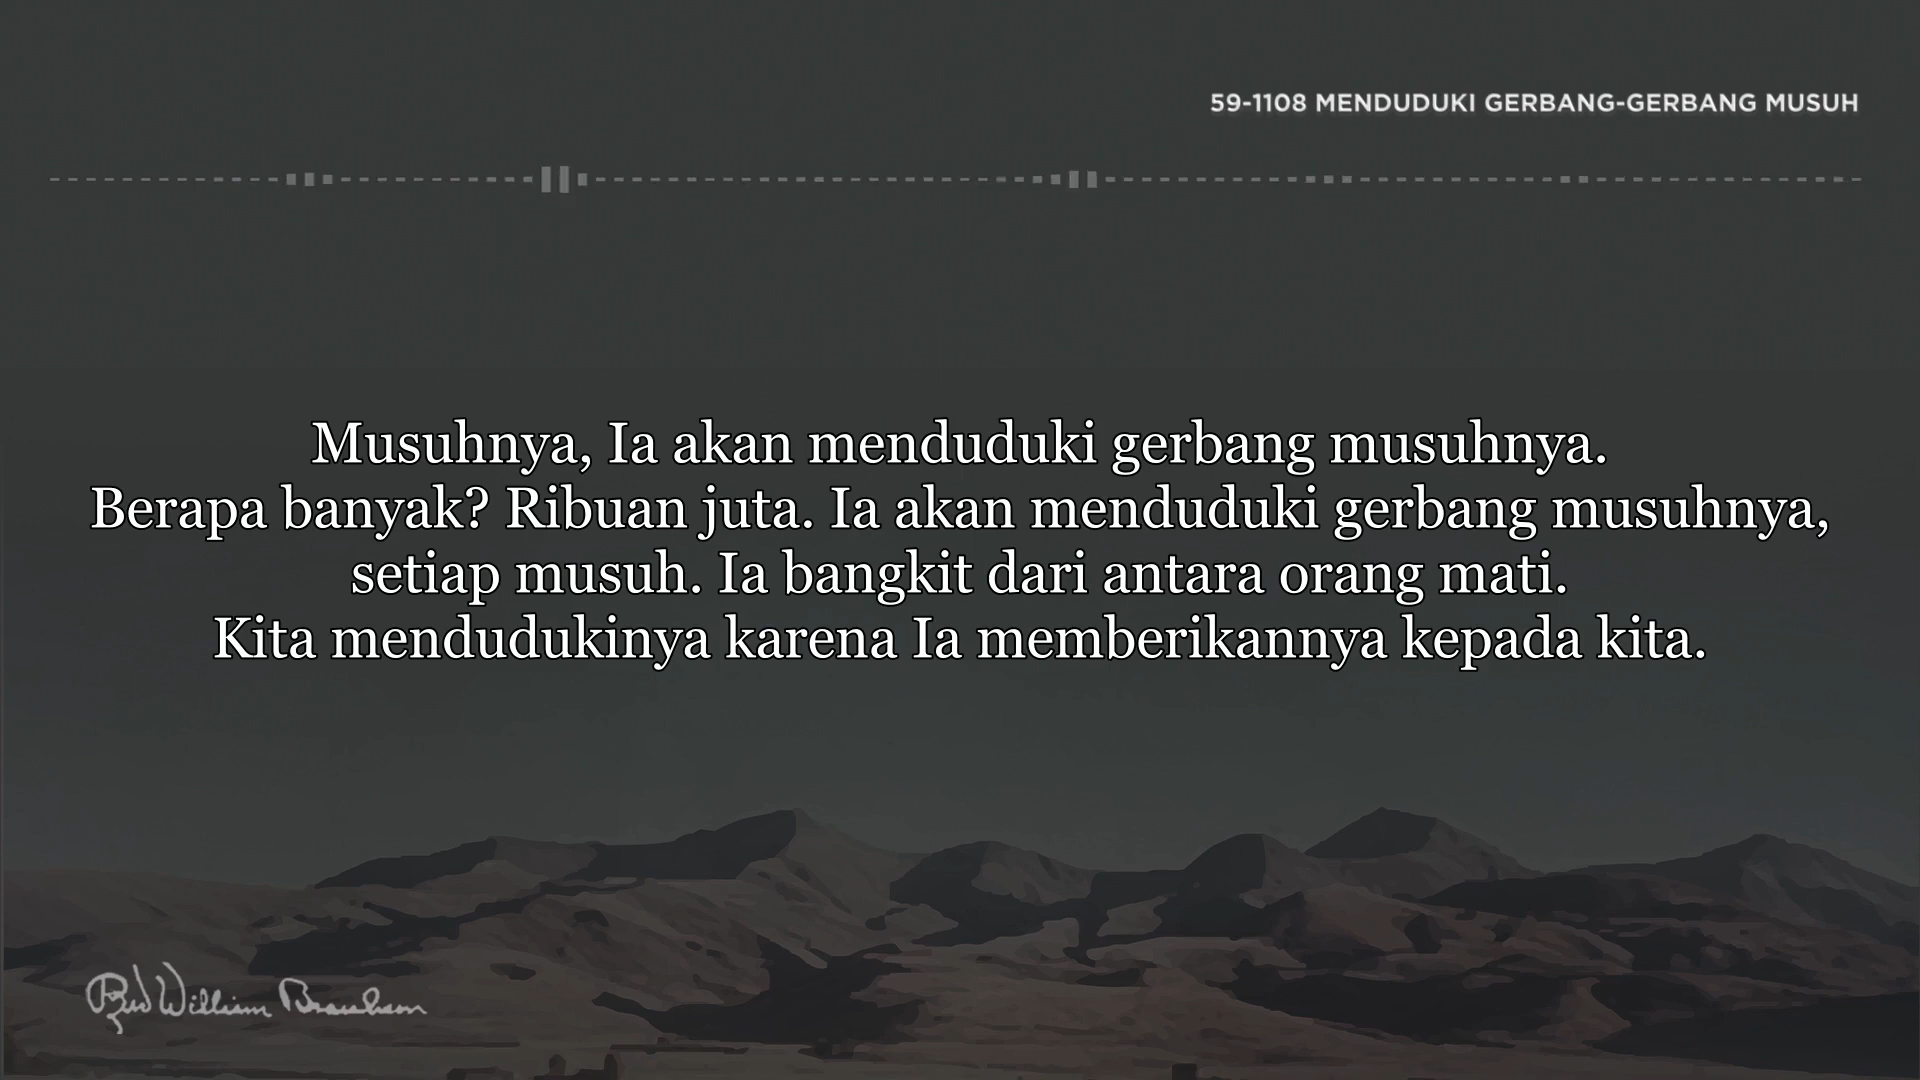 59-1108 MENDUDUKI GERBANG-GERBANG MUSUH
Musuhnya, Ia akan menduduki gerbang musuhnya.
Berapa banyak? Ribuan juta. Ia akan menduduki gerbang musuhnya,
setiap musuh. Ia bangkit dari antara orang mati.
Kita mendudukinya karena Ia memberikannya kepada kita.
Rev William Branham